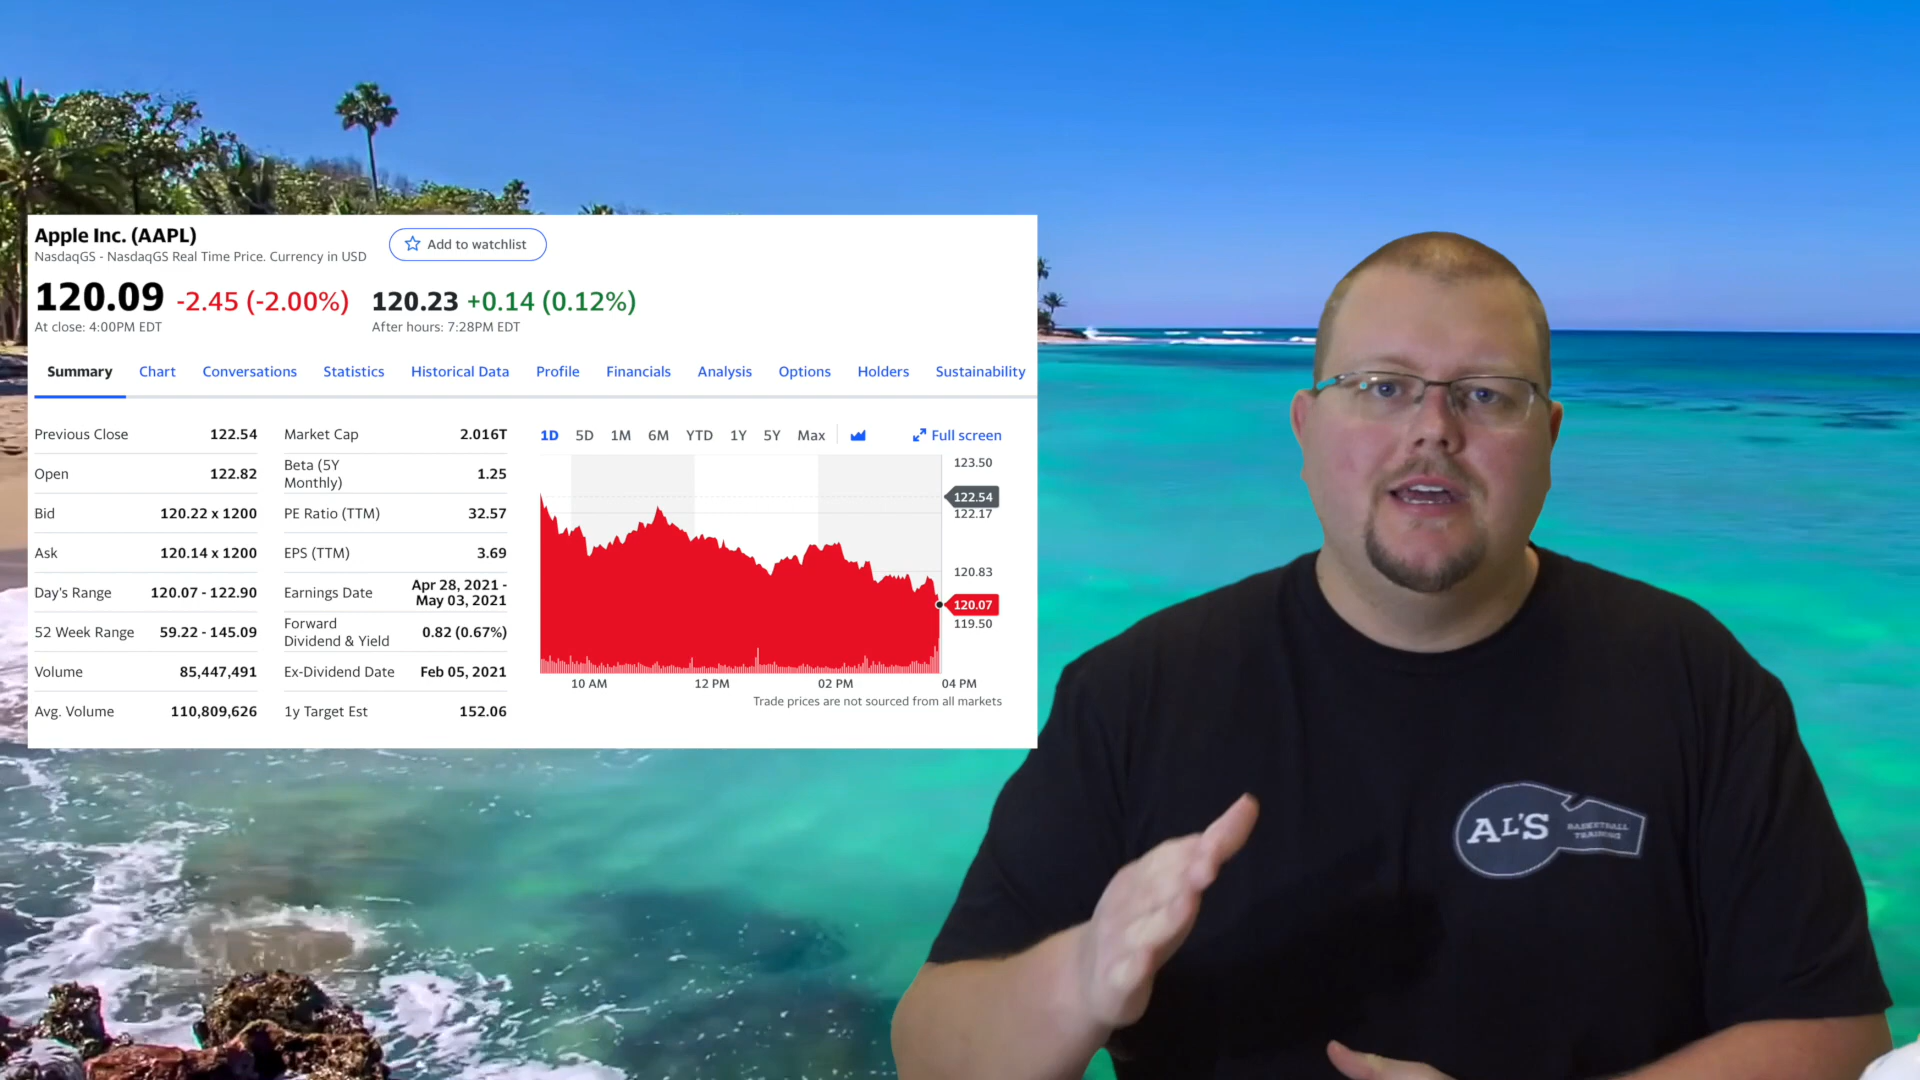 Apple Inc. (AAPL)
Add to watchlist
NasdaqGS - NasdaqGS Real Time Price. Currency in USD
120.09 -2.45 (-2.00%) 120.23 +0.14 (0.12%)
At close: 4:00PM EDT After hours: 7:28PM EDT
Summary Chart Conversations Statistics Historical Data Profile Financials Analysis Options Holders Sustainability
Previous Close 122.54
Open 122.82
Bid 120.22 x 1200
Ask 120.14 x 1200
Day's Range 120.07 - 122.90
52 Week Range 59.22 - 145.09
Volume 85,447,491
Avg. Volume 110,809,626
Market Cap 2.016T
Beta (5Y
Monthly) 1.25
PE Ratio (TTM) 32.57
EPS (TTM) 3.69
Earnings Date Apr 28, 2021 -
May 03, 2021
Forward
Dividend & Yield 0.82 (0.67%)
Ex-Dividend Date Feb 05, 2021
1y Target Est 152.06
1D 5D 1M 6M YTD 1Y 5Y Max Full screen
123.50
122.54
122.17
120.83
120.07
119.50
10 AM 12 PM 02 PM 04 PM
Trade prices are not sourced from all markets
AL'S
BASKETBALL
TRAINING